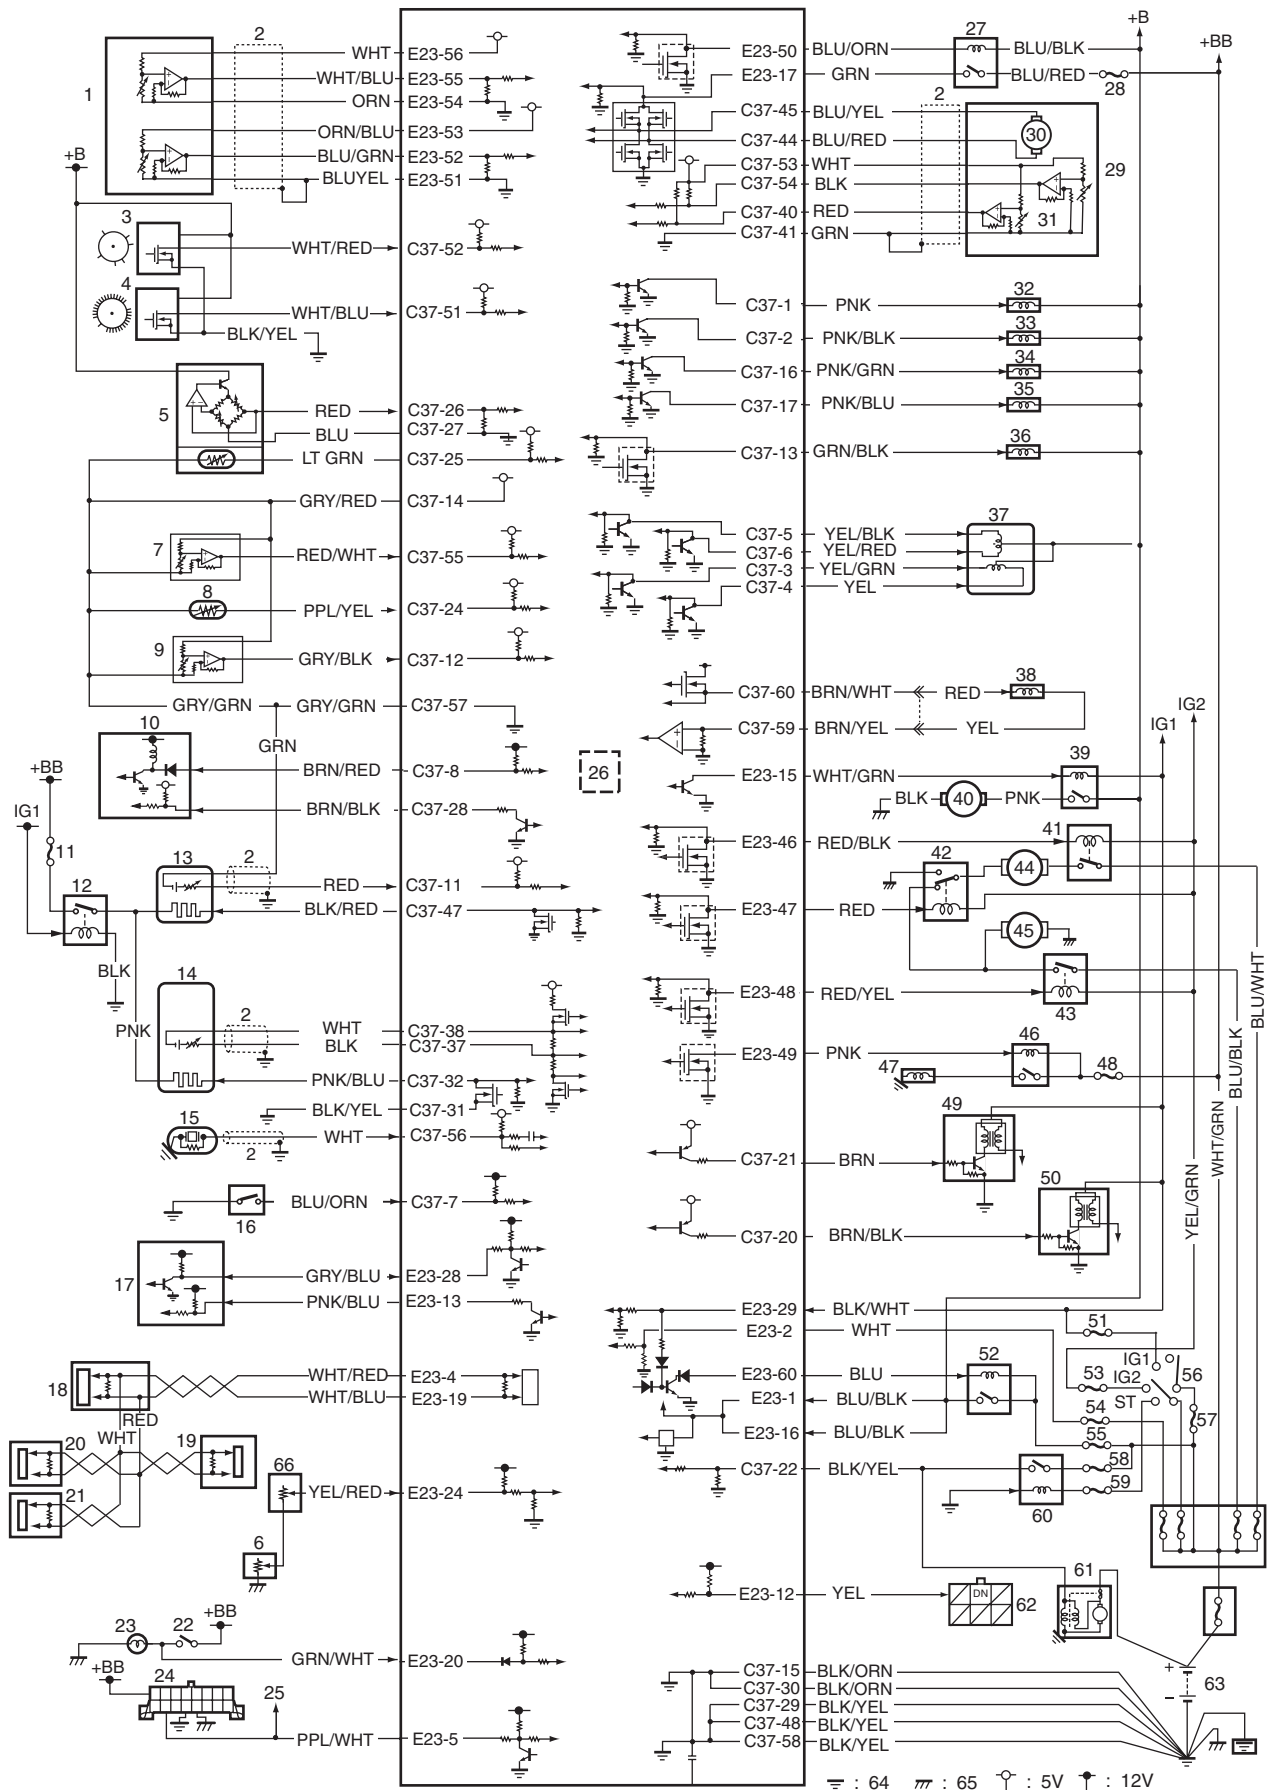 1
2
WHT E23-56
WHT/BLU E23-55
ORN E23-54
ORN/BLU E23-53
BLU/GRN E23-52
BLUYEL E23-51
+B
3
WHT/RED C37-52
4
WHT/BLU C37-51
BLK/YEL
5
RED C37-26
BLU C37-27
LT GRN C37-25
GRY/RED C37-14
7
RED/WHT C37-55
8
PPL/YEL C37-24
9
GRY/BLK C37-12
GRY/GRN GRY/GRN C37-57
GRN
10
BRN/RED C37-8
BRN/BLK C37-28
+BB
IG1
11
12
13
2
RED C37-11
BLK/RED C37-47
BLK
PNK
14
2
WHT C37-38
BLK C37-37
PNK/BLU C37-32
BLK/YEL C37-31
15
2
WHT C37-56
16
BLU/ORN C37-7
17
GRY/BLU E23-28
PNK/BLU E23-13
18
WHT/RED E23-4
WHT/BLU E23-19
RED
WHT
20
19
21
66
YEL/RED E23-24
6
+BB
23
22
GRN/WHT E23-20
+BB
24
25
PPL/WHT E23-5
26
+B
+BB
E23-50 BLU/ORN
27
BLU/BLK
E23-17 GRN
BLU/RED
28
2
C37-45 BLU/YEL
C37-44 BLU/RED
C37-53 WHT
C37-54 BLK
C37-40 RED
C37-41 GRN
30
29
31
C37-1 PNK
32
C37-2 PNK/BLK
33
C37-16 PNK/GRN
34
C37-17 PNK/BLU
35
C37-13 GRN/BLK
36
C37-5 YEL/BLK
C37-6 YEL/RED
C37-3 YEL/GRN
C37-4 YEL
37
C37-60 BRN/WHT RED
38
C37-59 BRN/YEL YEL
IG1
IG2
E23-15 WHT/GRN
39
BLK 40 PNK
E23-46 RED/BLK
41
42
44
E23-47 RED
45
E23-48 RED/YEL
43
E23-49 PNK
46
47
48
BLU/WHT
BLU/BLK
WHT/GRN
YEL/GRN
49
C37-21 BRN
50
C37-20 BRN/BLK
E23-29 BLK/WHT
E23-2 WHT
51
52
E23-60 BLU
E23-1 BLU/BLK
E23-16 BLU/BLK
IG1
IG2
ST
53
54
55
56
57
C37-22 BLK/YEL
58
59
60
E23-12 YEL
DN
62
61
63
+
−
C37-15 BLK/ORN
C37-30 BLK/ORN
C37-29 BLK/YEL
C37-48 BLK/YEL
C37-58 BLK/YEL
: 64 : 65 : 5V : 12V